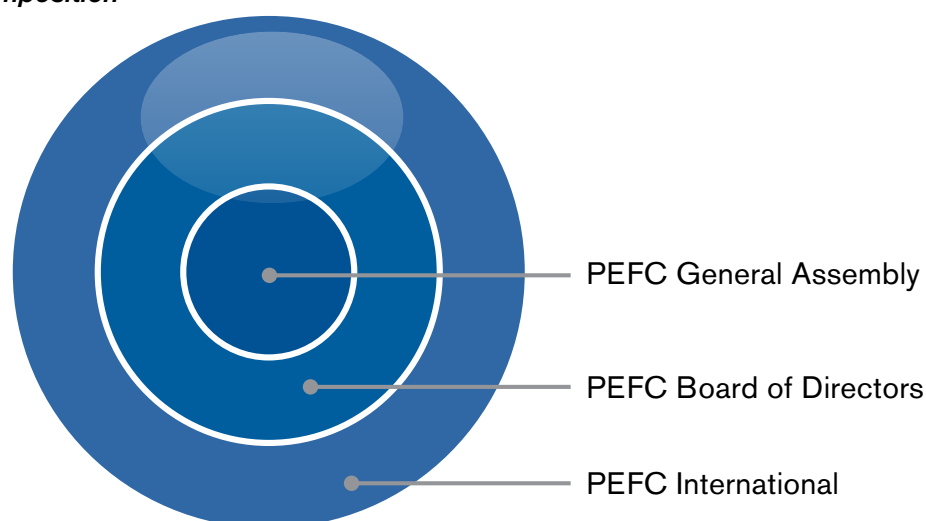 PEFC General Assembly
PEFC Board of Directors
PEFC International